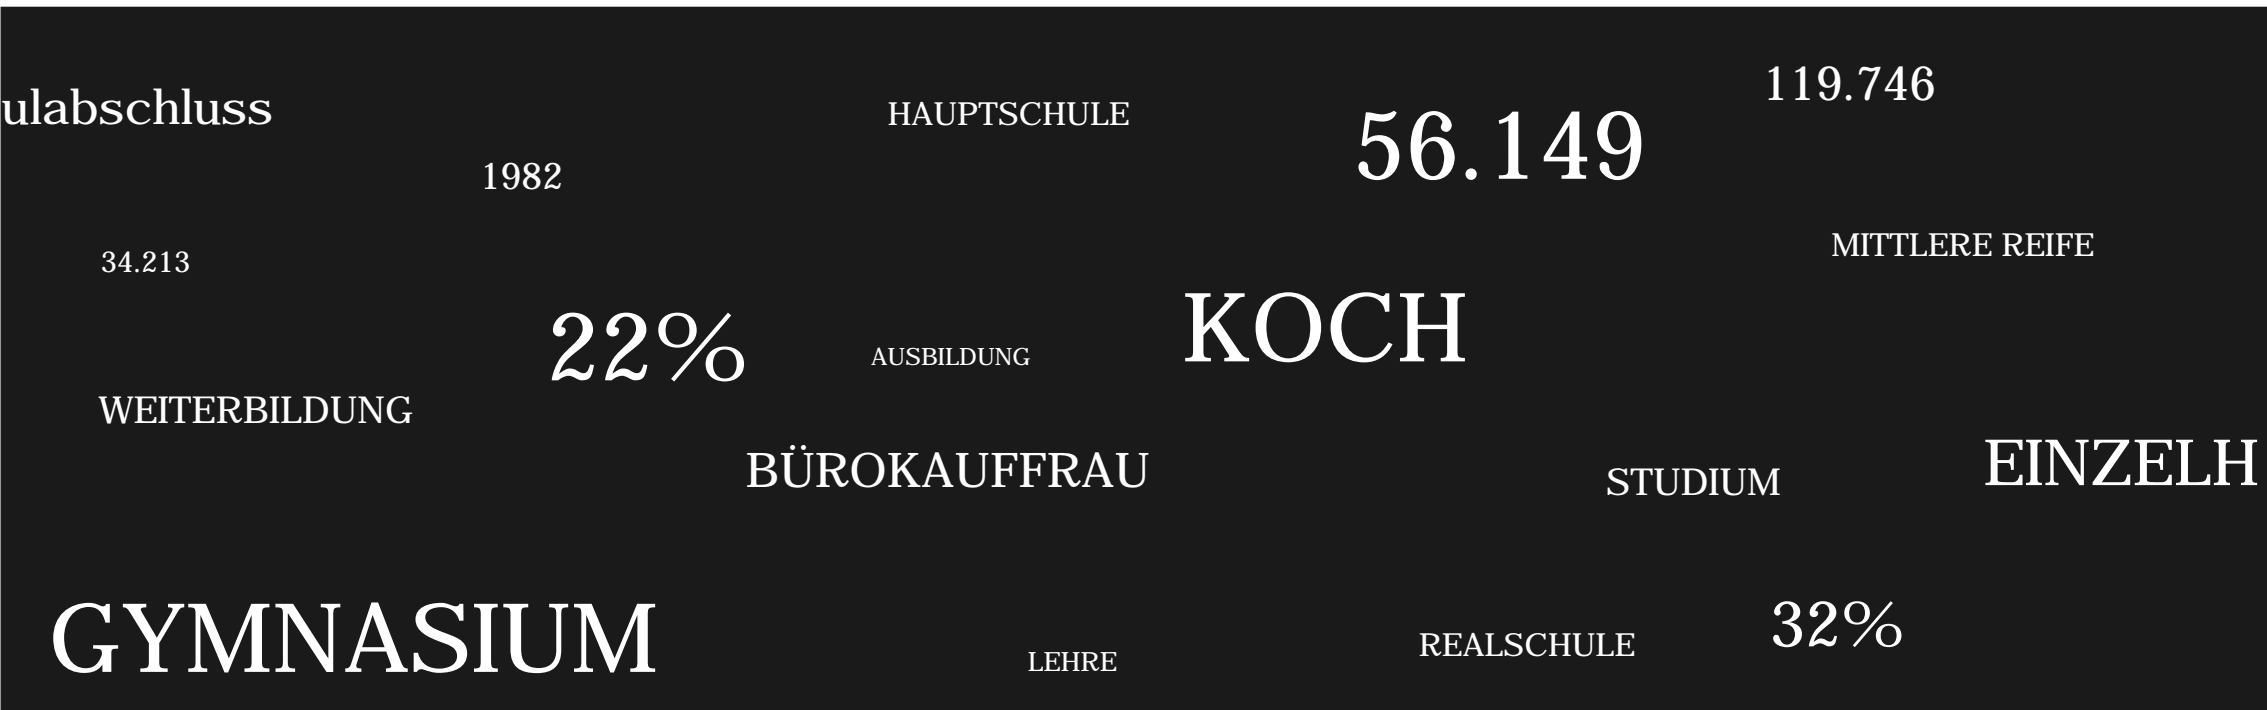 119.746
ulabschluss
HAUPTSCHULE
56.149
1982
MITTLERE REIFE
34.213
KOCH
22%
AUSBILDUNG
WEITERBILDUNG
BÜROKAUFFRAU
EINZELH
STUDIUM
GYMNASIUM
32%
REALSCHULE
LEHRE